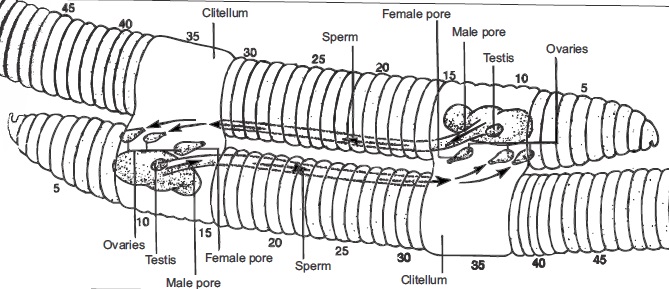 45
40
35
Clitellum
30
25
Sperm
20
Female pore
15
Male pore
Testis
10
Ovaries
5
5
10
15
20
25
30
35
40
45
Ovaries
Testis
Male pore
Female pore
Sperm
Clitellum